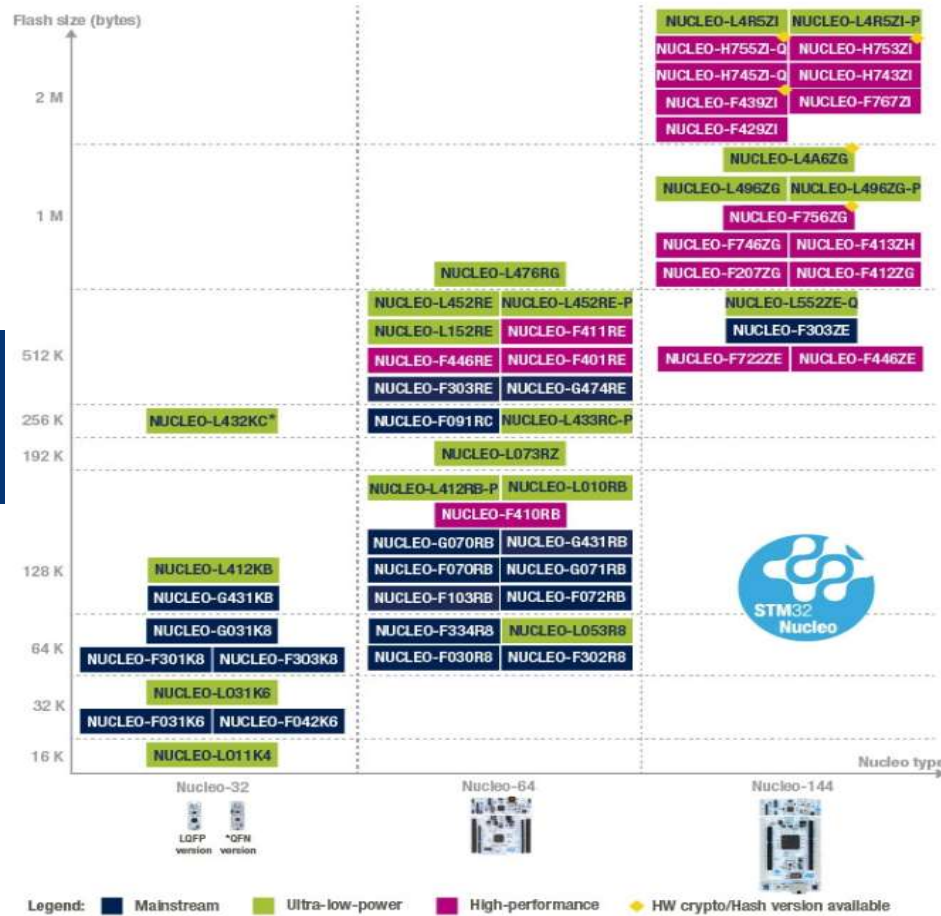 Flash size (bytes)
NUCLEO-L4R5ZI NUCLEO-L4R5ZI-P
NUCLEO-H755ZI-Q NUCLEO-H753ZI
NUCLEO-H745ZI-Q NUCLEO-H743ZI
2 M
NUCLEO-F439ZI NUCLEO-F767ZI
NUCLEO-F429ZI
NUCLEO-L4A6ZG
NUCLEO-L496ZG NUCLEO-L496ZG-P
1 M
NUCLEO-F756ZG
NUCLEO-F746ZG NUCLEO-F413ZH
NUCLEO-L476RG NUCLEO-F207ZG NUCLEO-F412ZG
NUCLEO-L452RE NUCLEO-L452RE-P NUCLEO-L552ZE-Q
NUCLEO-L152RE NUCLEO-F411RE NUCLEO-F303ZE
512 K NUCLEO-F446RE NUCLEO-F401RE NUCLEO-F722ZE NUCLEO-F446ZE
NUCLEO-F303RE NUCLEO-G474RE
256 K NUCLEO-L432KC* NUCLEO-F091RC NUCLEO-L433RC-P
192 K NUCLEO-L073RZ
NUCLEO-L412RB-P NUCLEO-L010RB
NUCLEO-F410RB
NUCLEO-G070RB NUCLEO-G431RB
128 K NUCLEO-L412KB NUCLEO-F070RB NUCLEO-G071RB
NUCLEO-G431KB NUCLEO-F103RB NUCLEO-F072RB
STM32
Nucleo
NUCLEO-G031K8 NUCLEO-F334R8 NUCLEO-L053R8
64 K
NUCLEO-F301K8 NUCLEO-F303K8 NUCLEO-F030R8 NUCLEO-F302R8
NUCLEO-L031K6
32 K
NUCLEO-F031K6 NUCLEO-F042K6
16 K NUCLEO-L011K4
Nucleo type
Nucleo-32 Nucleo-64 Nucleo-144
LQFP version
*QFN version
Legend: Mainstream Ultra-low-power High-performance HW crypto/Hash version available